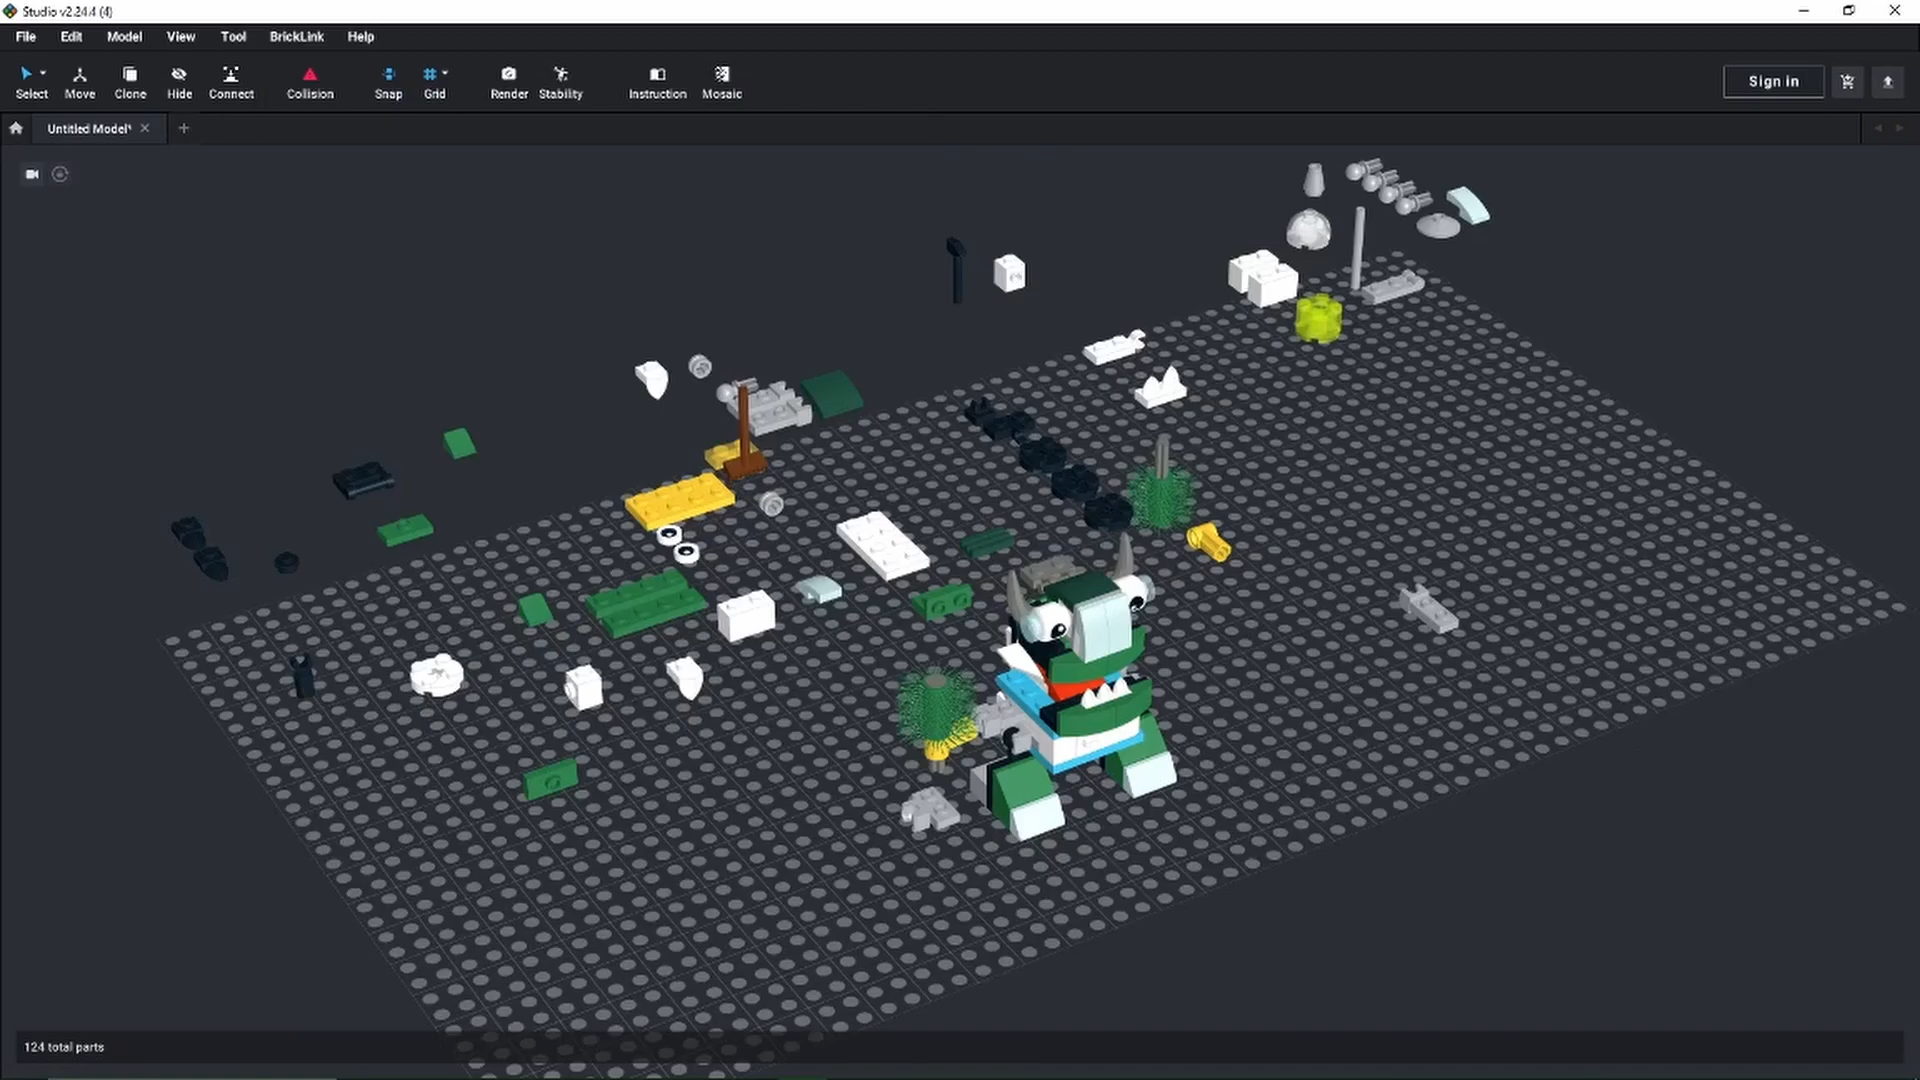 Studio v2.24.4 (4)
File Edit Model View Tool BrickLink Help
Select Move Clone Hide Connect Collision Snap Grid Render Stability Instruction Mosaic
Sign in
Untitled Model*
124 total parts